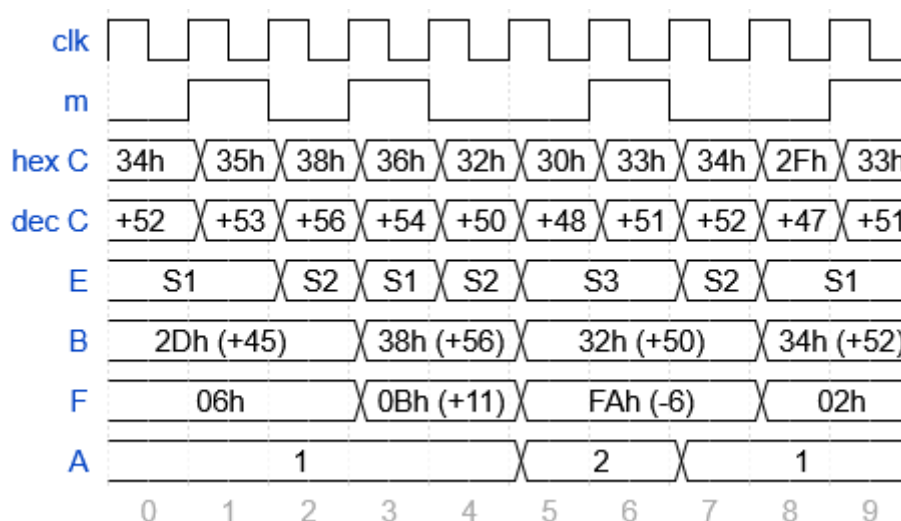 clk
m
hex C 34h 35h 38h 36h 32h 30h 33h 34h 2Fh 33h
dec C +52 +53 +56 +54 +50 +48 +51 +52 +47 +51
E S1 S2 S1 S2 S3 S2 S1
B 2Dh (+45) 38h (+56) 32h (+50) 34h (+52)
F 06h 0Bh (+11) FAh (-6) 02h
A 1 2 1
0 1 2 3 4 5 6 7 8 9